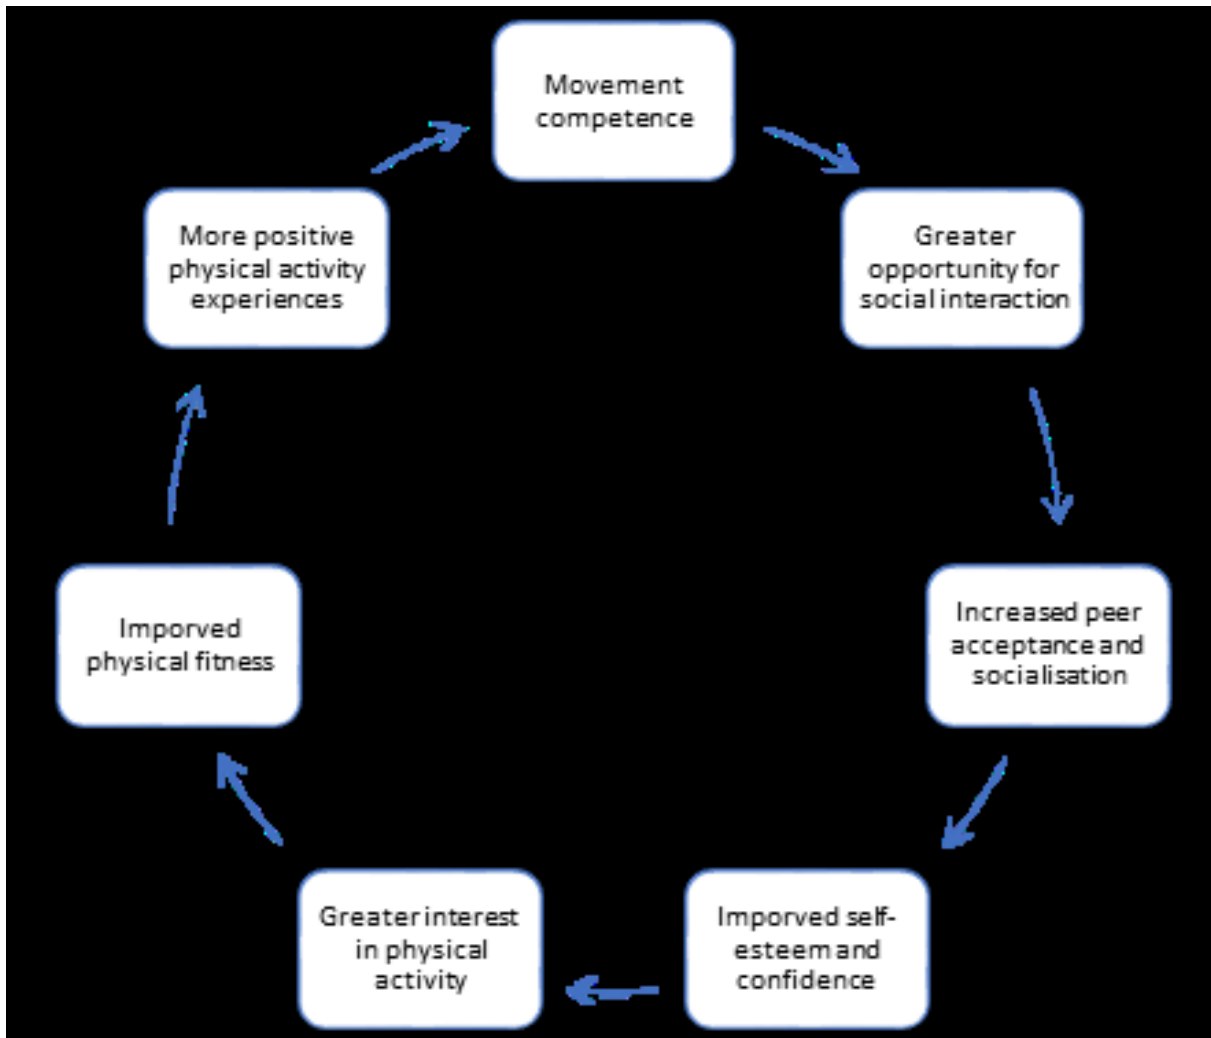 Movement
competence
Greater
opportunity for
social interaction
Increased peer
acceptance and
socialisation
Imporved self-
esteem and
confidence
Greater interest
in physical
activity
Imporved
physical fitness
More positive
physical activity
experiences